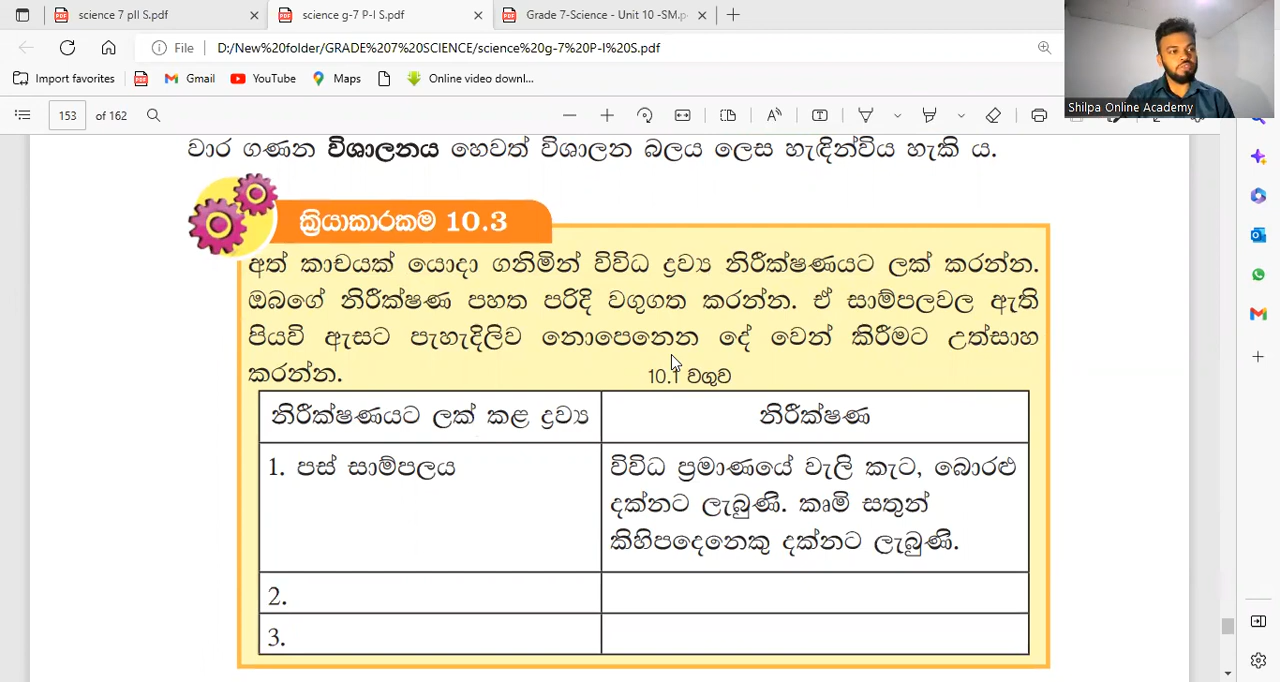 science 7 pII S.pdf
science g-7 P-I S.pdf
Grade 7-Science - Unit 10 -SM.p
File D:/New%20folder/GRADE%207%20SCIENCE/science%20g-7%20P-I%20S.pdf
Import favorites Gmail YouTube Maps Online video downl...
153 of 162
Shilpa Online Academy
වාර ගණන විශාලනය හෙවත් විශාලන බලය ලෙස හැඳින්විය හැකි ය.
ක්‍රියාකාරකම 10.3
අත් කාචයක් යොදා ගනිමින් විවිධ ද්‍රව්‍ය නිරීක්ෂණයට ලක් කරන්න.
ඔබගේ නිරීක්ෂණ පහත පරිදි වගුගත කරන්න. ඒ සාම්පලවල ඇති
පියවි ඇසට පැහැදිලිව නොපෙනෙන දේ වෙන් කිරීමට උත්සාහ
කරන්න.
10.1 වගුව
නිරීක්ෂණයට ලක් කළ ද්‍රව්‍ය
නිරීක්ෂණ
1. පස් සාම්පලය
විවිධ ප්‍රමාණයේ වැලි කැට, බොරළු
දක්නට ලැබුණි. කෘමි සතුන්
කිහිපදෙනෙකු දක්නට ලැබුණි.
2.
3.